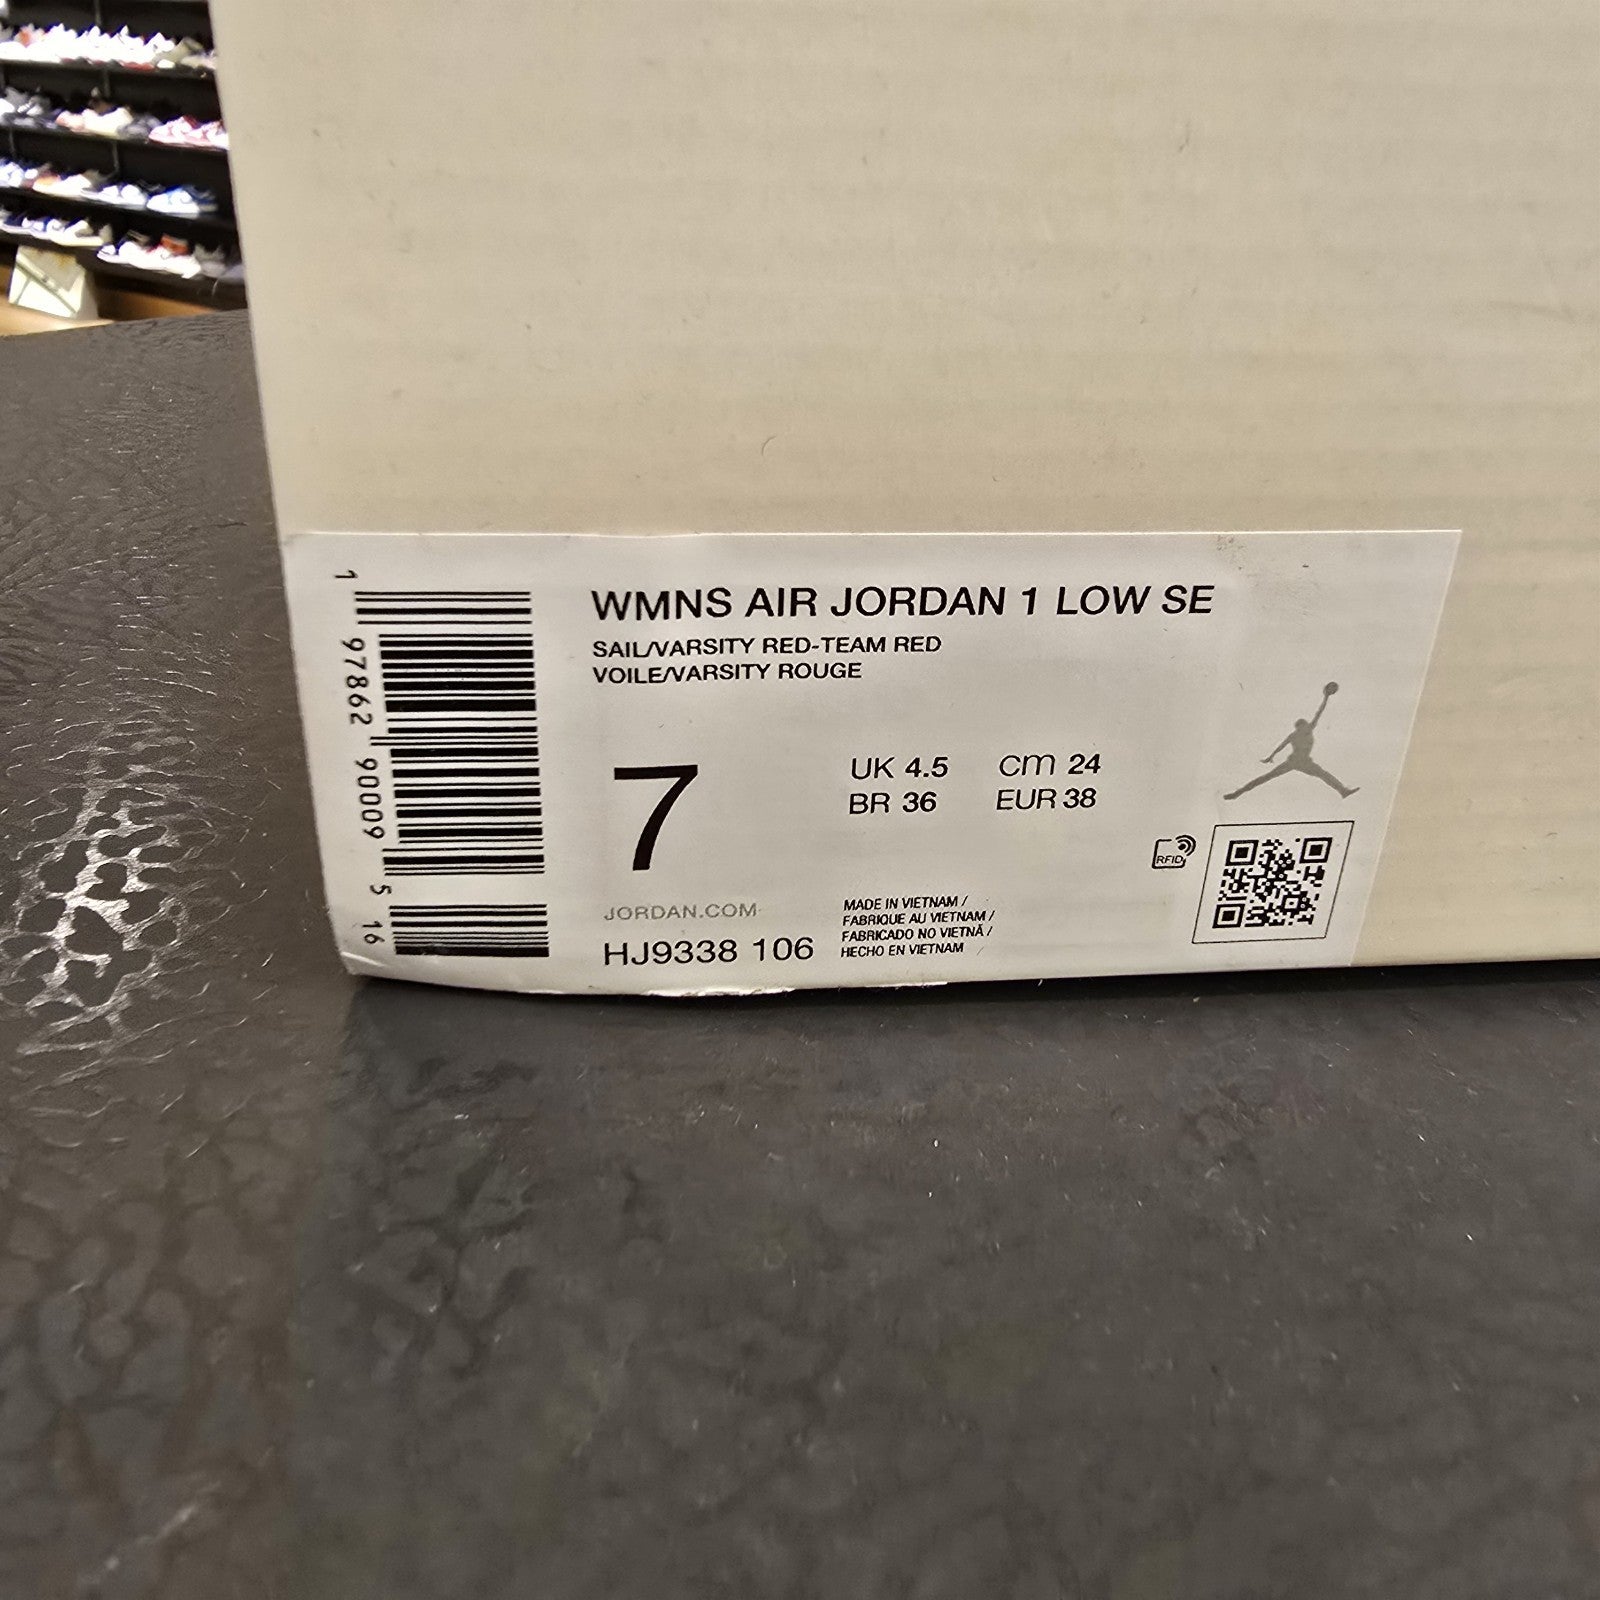 WMNS AIR JORDAN 1 LOW SE
SAIL/VARSITY RED-TEAM RED
VOILE/VARSITY ROUGE
7
UK 4.5 CM 24
BR 36 EUR 38
RFID
JORDAN.COM
HJ9338 106
MADE IN VIETNAM /
FABRIQUE AU VIETNAM /
FABRICADO NO VIETNÃ /
HECHO EN VIETNAM
1 97862 90009 5 16